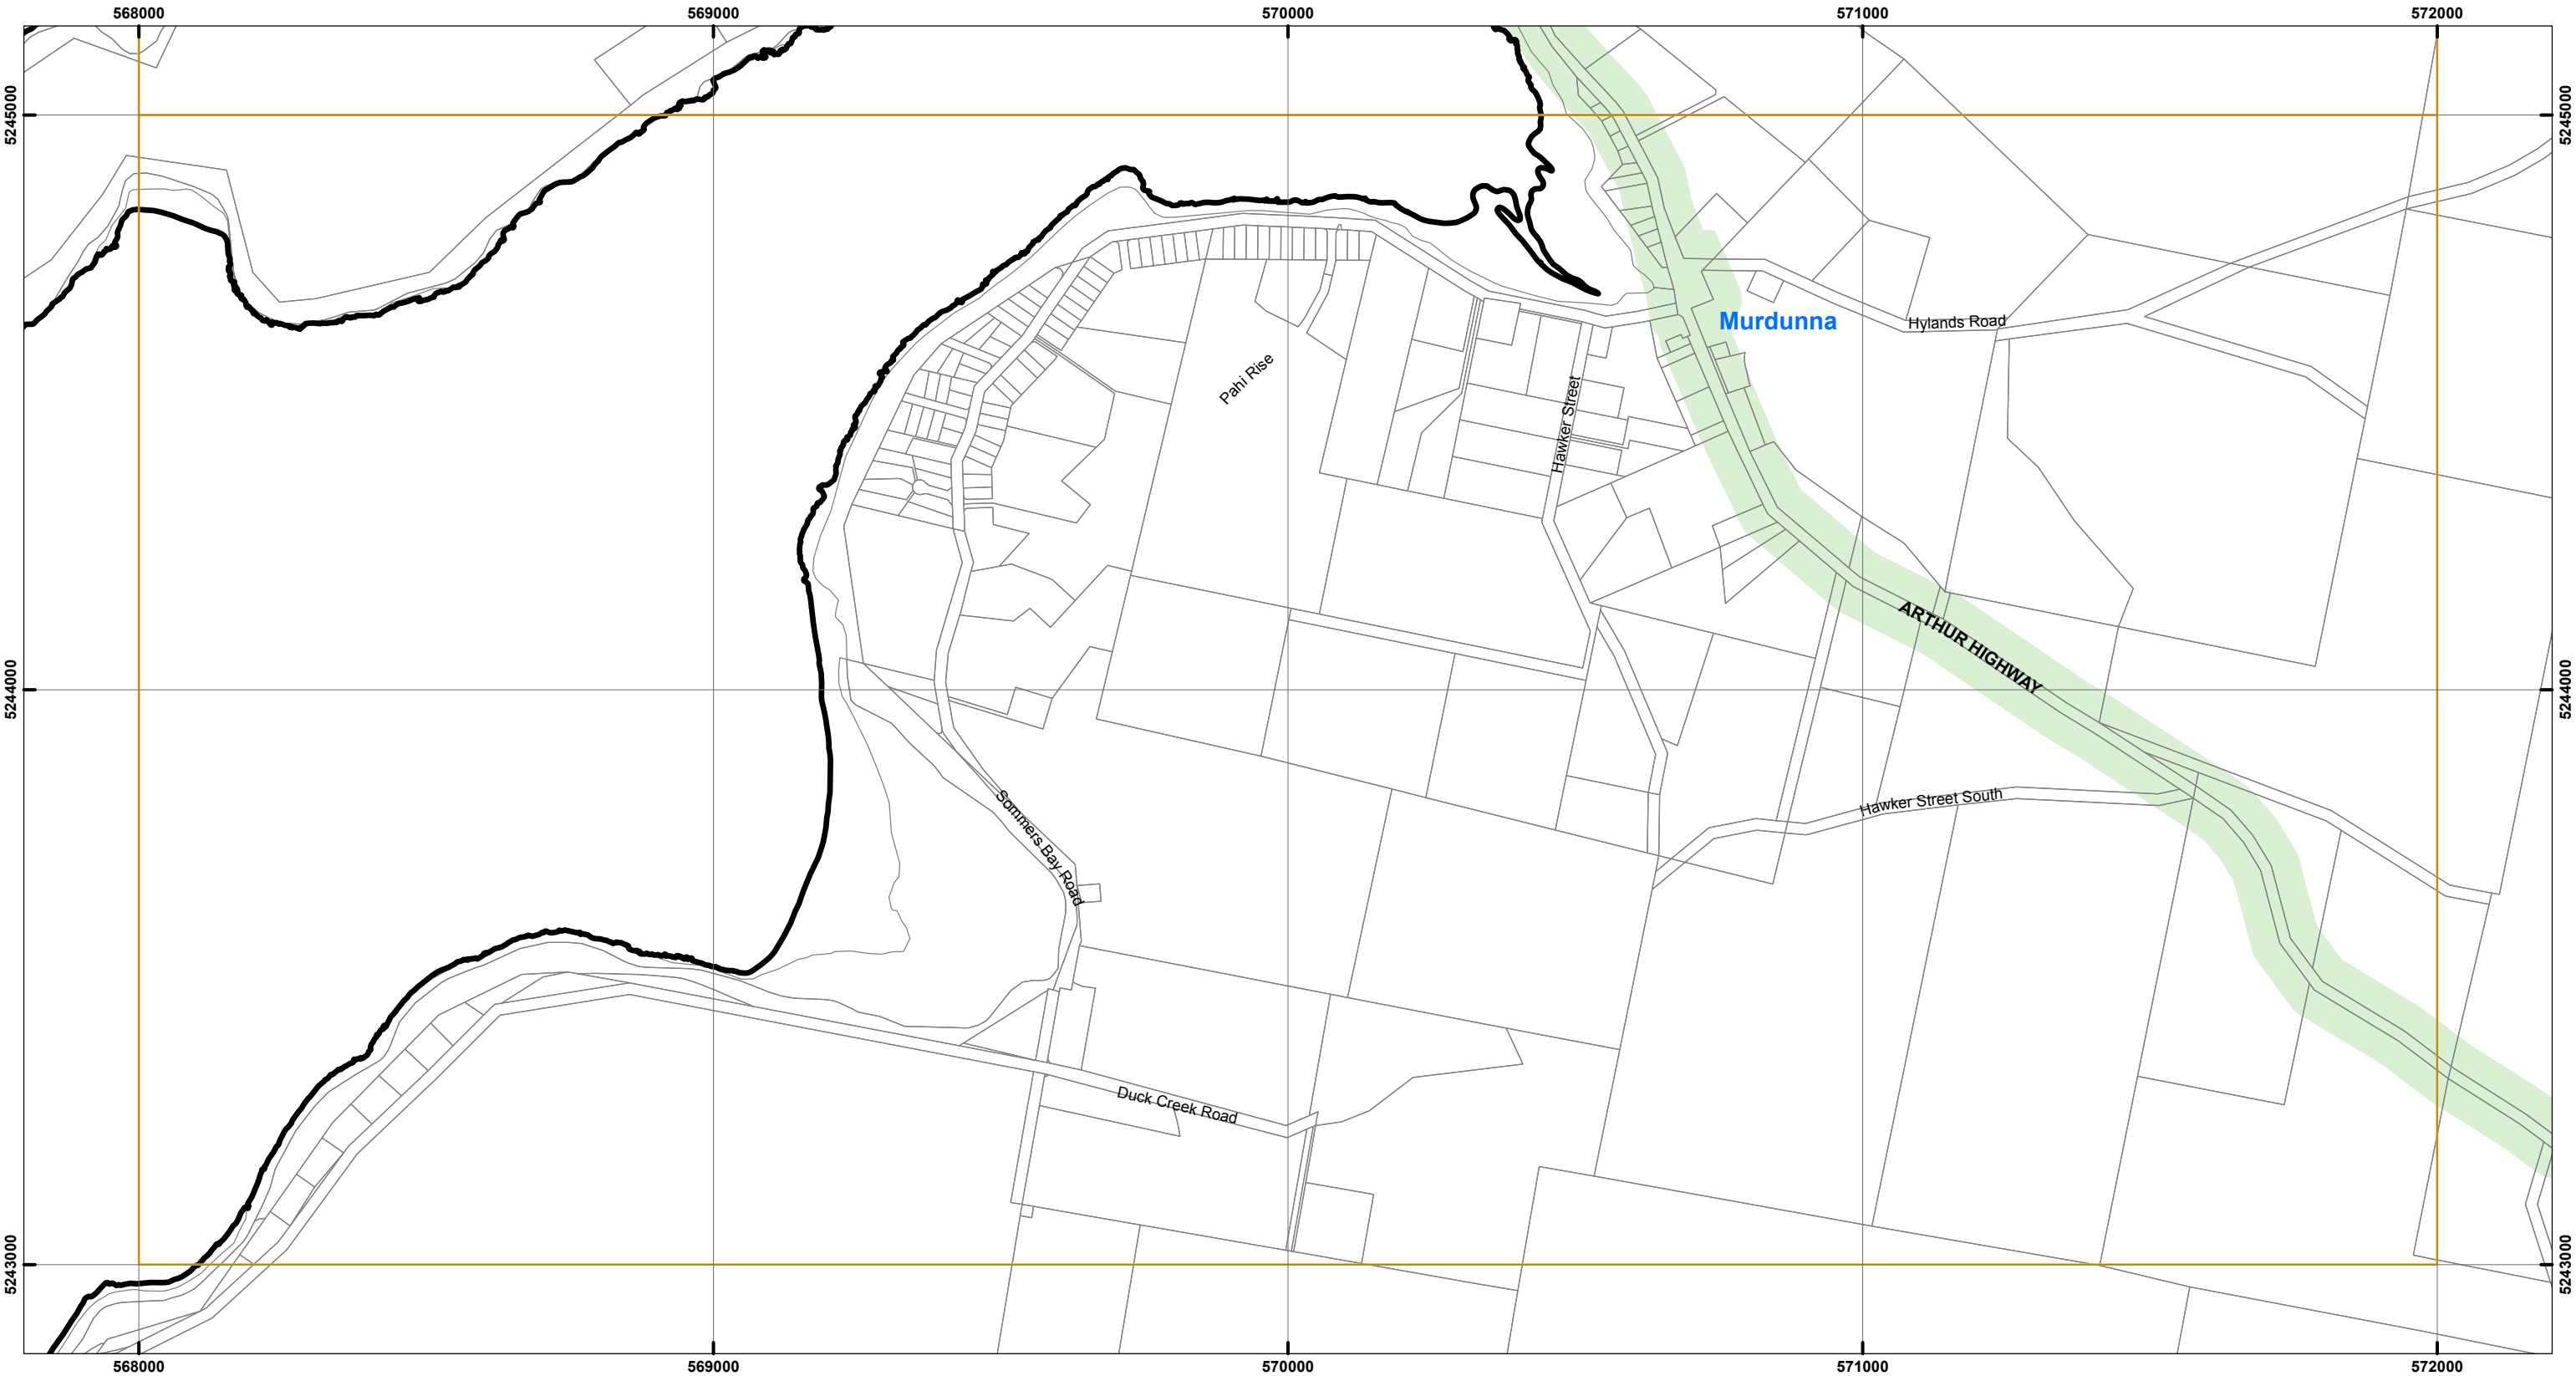 568000 569000 570000 571000 572000
5245000 5245000
Murdunna
Hylands Road
Pahi Rise
Hawker Street
ARTHUR HIGHWAY
5244000 5244000
Hawker Street South
Sommers Bay Road
Duck Creek Road
5243000 5243000
568000 569000 570000 571000 572000